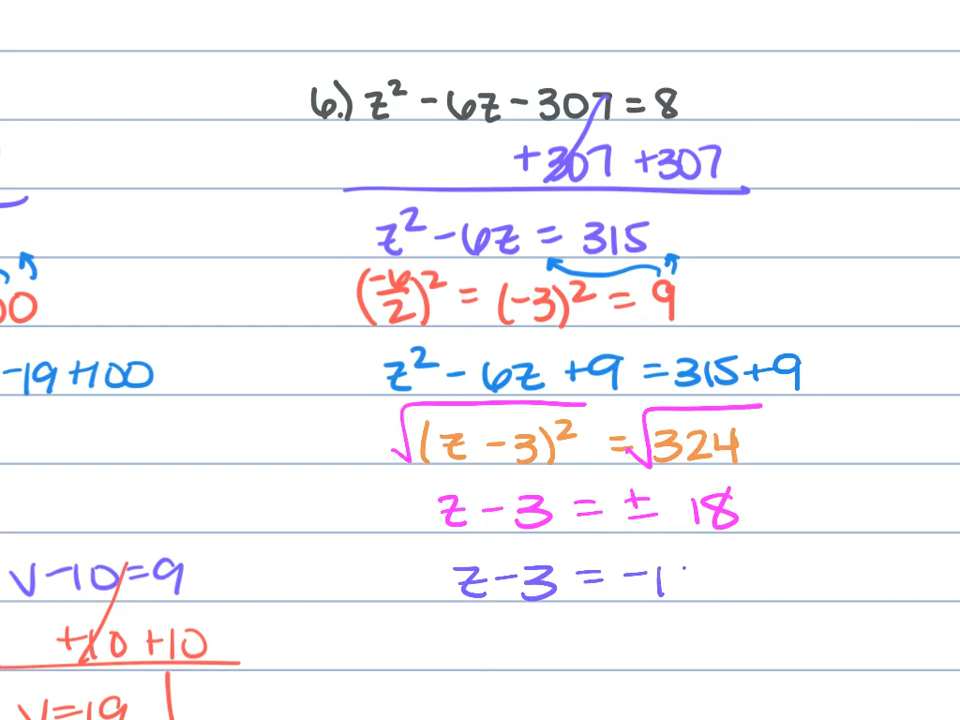 6.) z² - 6z - 307 = 8
+307 +307
z² - 6z = 315
(-6/2)² = (-3)² = 9
z² - 6z + 9 = 315 + 9
√(z - 3)² = √324
z - 3 = ± 18
z - 3 = -1
00
-19 + 100
v - 10 = 9
+10 +10
v = 19